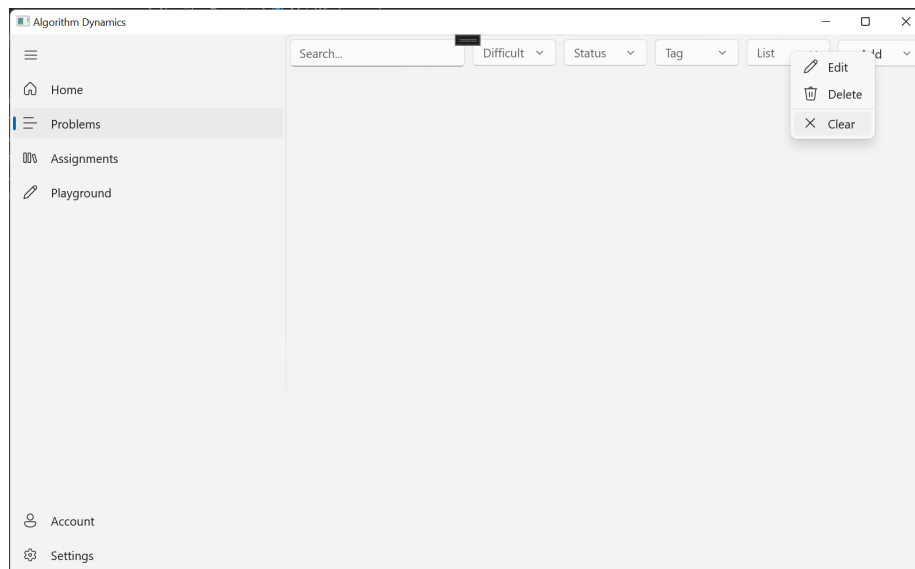 Algorithm Dynamics
Search...
Difficult
Status
Tag
List
Home
Problems
Assignments
Playground
Edit
Delete
Clear
Account
Settings